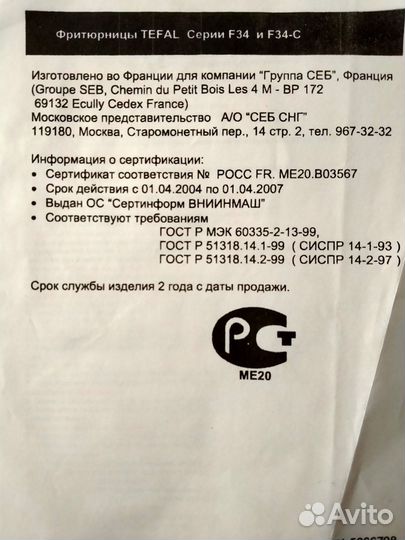 Фритюрницы TEFAL Серии F34 и F34-C
Изготовлено во Франции для компании "Группа СЕБ", Франция
(Groupe SEB, Chemin du Petit Bois Les 4 M - BP 172
69132 Ecully Cedex France)
Московское представительство А/О "СЕБ СНГ"
119180, Москва, Старомонетный пер., 14 стр. 2, тел. 967-32-32
Информация о сертификации:
• Сертификат соответствия № РОСС FR. ME20.B03567
• Срок действия с 01.04.2004 по 01.04.2007
• Выдан ОС "Сертинформ ВНИИНМАШ"
• Соответствуют требованиям
ГОСТ Р МЭК 60335-2-13-99,
ГОСТ Р 51318.14.1-99 ( СИСПР 14-1-93 )
ГОСТ Р 51318.14.2-99 ( СИСПР 14-2-97 )
Срок службы изделия 2 года с даты продажи.
РСТ
ME20
Avito